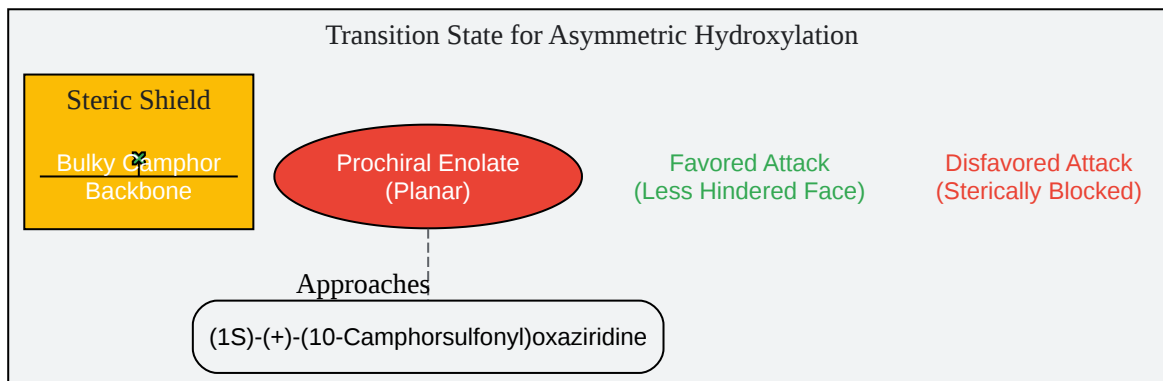 Transition State for Asymmetric Hydroxylation
Steric Shield
Bulky Camphor
Backbone
Prochiral Enolate
(Planar)
Favored Attack
(Less Hindered Face)
Disfavored Attack
(Sterically Blocked)
Approaches
(1S)-(+)-(10-Camphorsulfonyl)oxaziridine